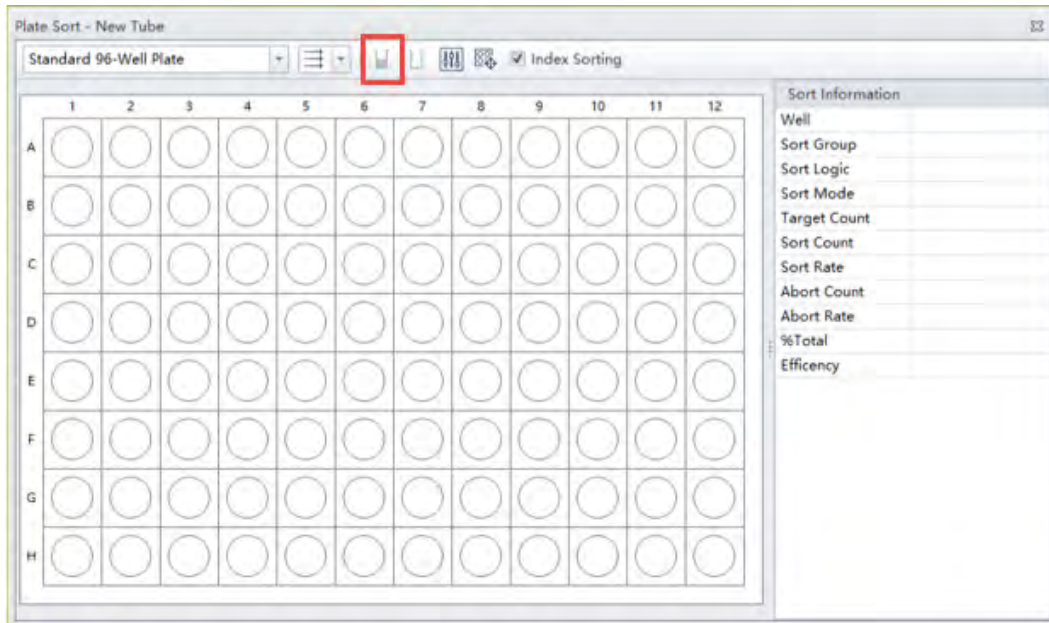 Plate Sort - New Tube
Standard 96-Well Plate Index Sorting
1 2 3 4 5 6 7 8 9 10 11 12
A
B
C
D
E
F
G
H
Sort Information
Well
Sort Group
Sort Logic
Sort Mode
Target Count
Sort Count
Sort Rate
Abort Count
Abort Rate
%Total
Efficency